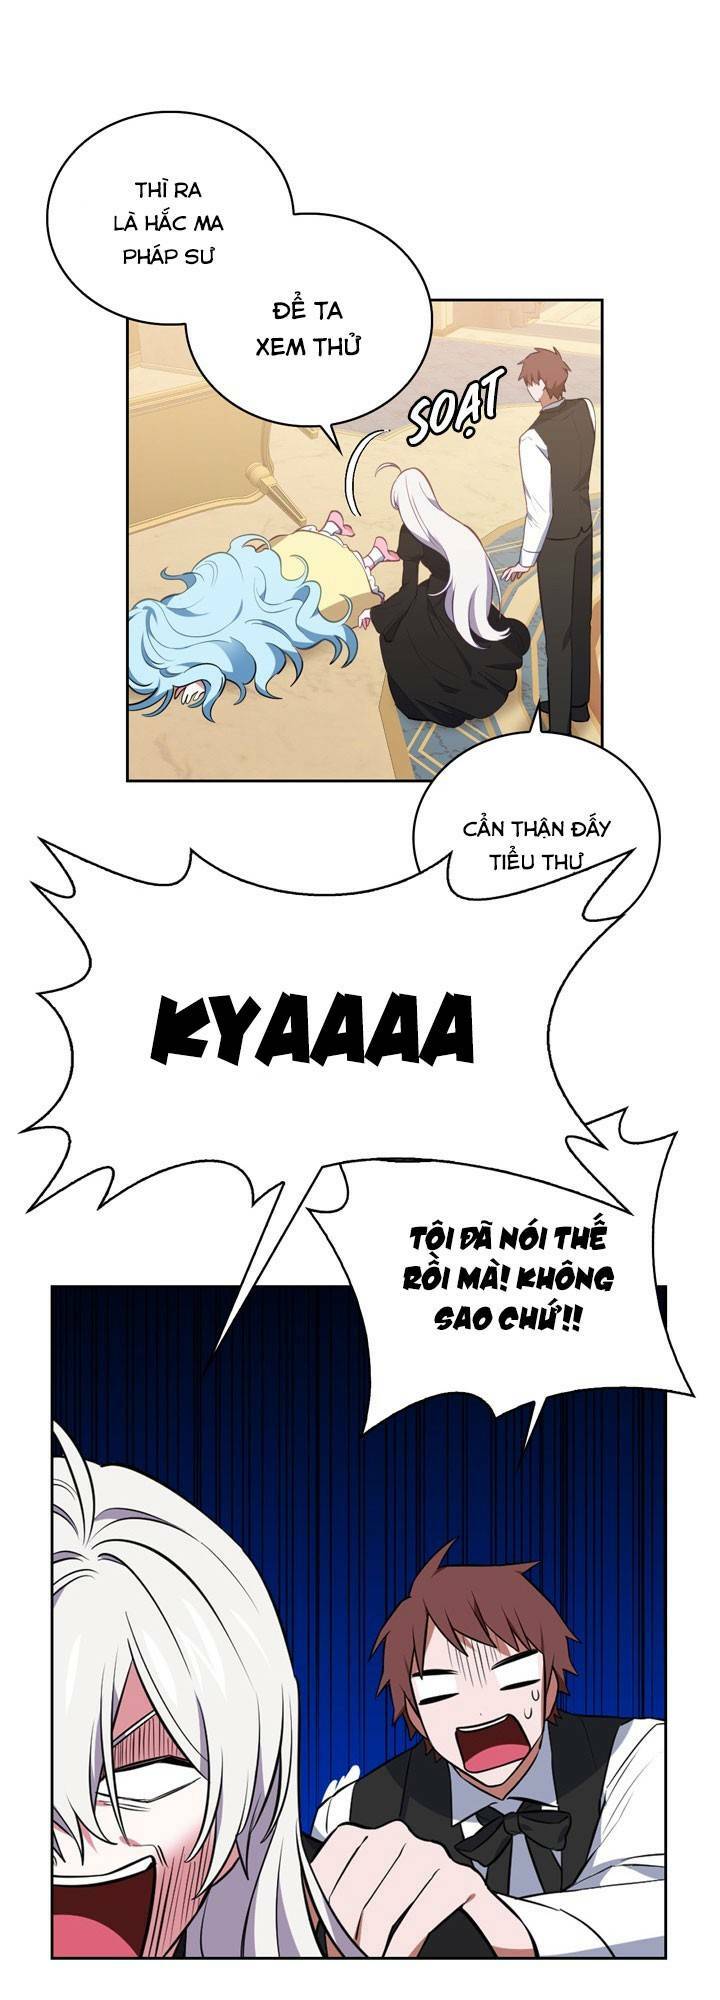 THÌ RA
LÀ HẮC MA
PHÁP SƯ
ĐỂ TA
XEM THỬ
SOẠT
CẨN THẬN ĐẤY
TIỂU THƯ
KYAAAA
TÔI ĐÃ NÓI THẾ
RỒI MÀ! KHÔNG
SAO CHỨ!!